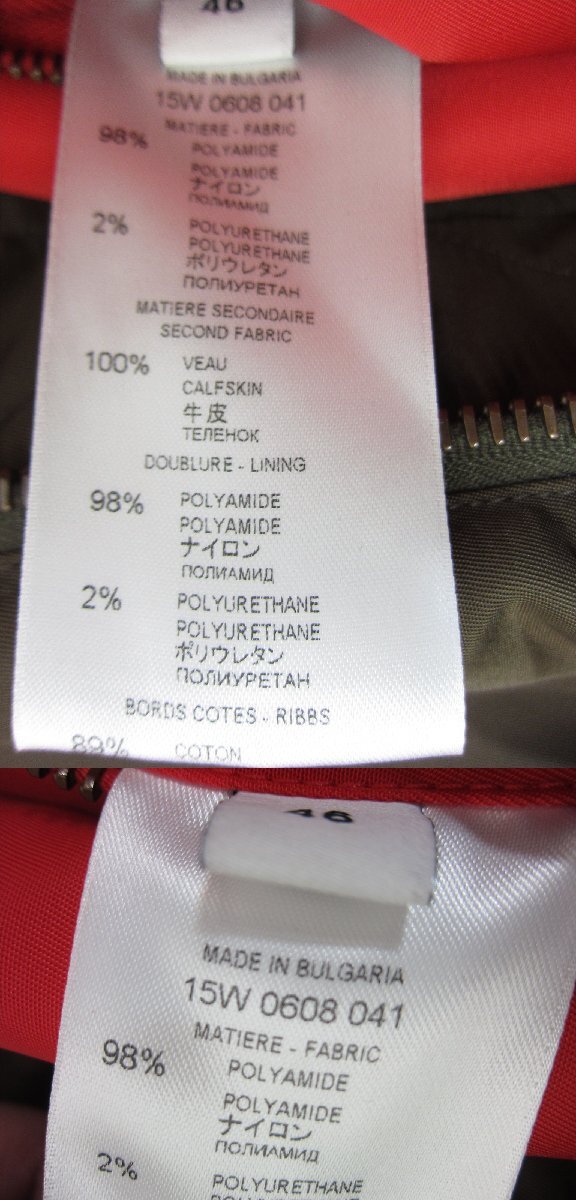 46
MADE IN BULGARIA
15W 0608 041
MATIERE - FABRIC
98% POLYAMIDE
POLYAMIDE
ナイロン
ПОЛИАМИД
2% POLYURETHANE
POLYURETHANE
ポリウレタン
ПОЛИУРЕТАН
MATIERE SECONDAIRE
SECOND FABRIC
100% VEAU
CALFSKIN
牛皮
ТЕЛЕНОК
DOUBLURE - LINING
98% POLYAMIDE
POLYAMIDE
ナイロン
ПОЛИАМИД
2% POLYURETHANE
POLYURETHANE
ポリウレタン
ПОЛИУРЕТАН
BORDS COTES - RIBBS
89% COTON
46
MADE IN BULGARIA
15W 0608 041
MATIERE - FABRIC
98% POLYAMIDE
POLYAMIDE
ナイロン
ПОЛИАМИД
2% POLYURETHANE